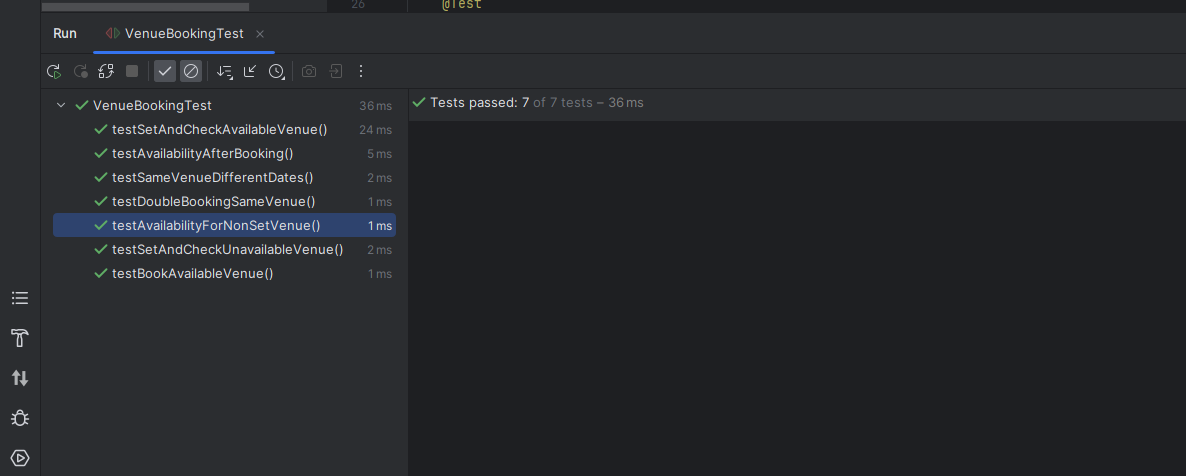 26 @Test
Run VenueBookingTest
VenueBookingTest 36 ms
Tests passed: 7 of 7 tests – 36 ms
testSetAndCheckAvailableVenue() 24 ms
testAvailabilityAfterBooking() 5 ms
testSameVenueDifferentDates() 2 ms
testDoubleBookingSameVenue() 1 ms
testAvailabilityForNonSetVenue() 1 ms
testSetAndCheckUnavailableVenue() 2 ms
testBookAvailableVenue() 1 ms